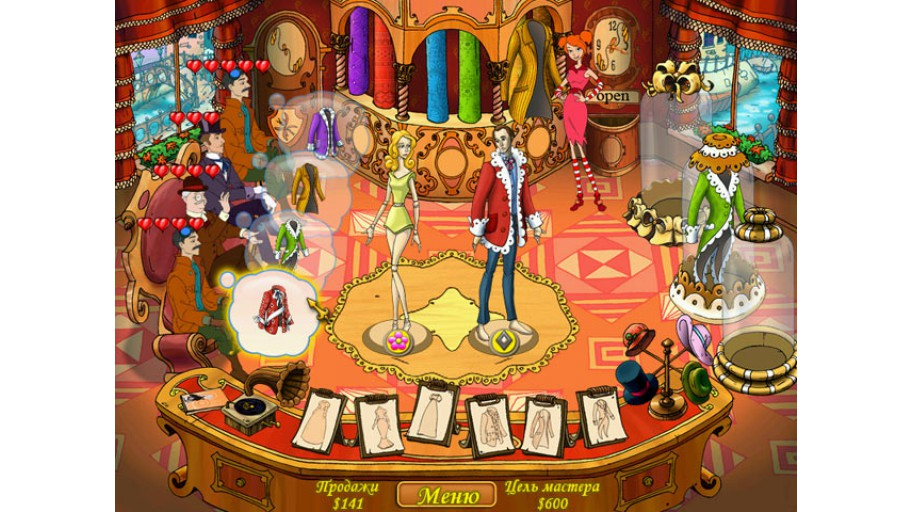 open
Продажи
$141
Меню
Цель мастера
$600